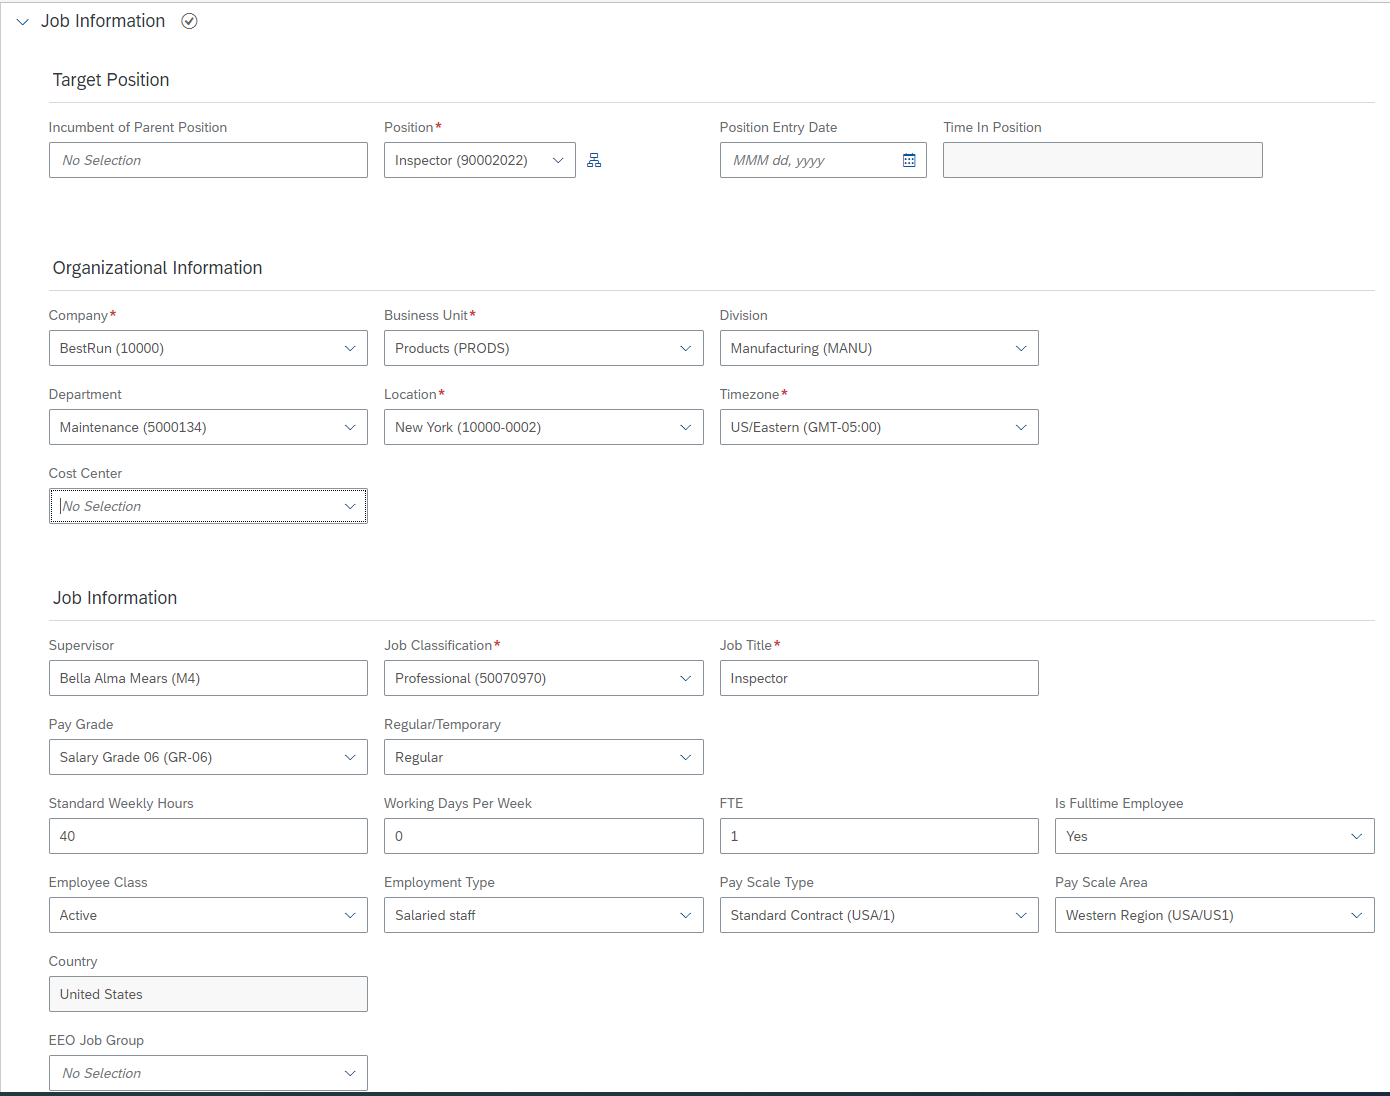 Job Information
Target Position
Incumbent of Parent Position Position* Position Entry Date Time In Position
No Selection Inspector (90002022) MMM dd, yyyy
Organizational Information
Company* Business Unit* Division
BestRun (10000) Products (PRODS) Manufacturing (MANU)
Department Location* Timezone*
Maintenance (5000134) New York (10000-0002) US/Eastern (GMT-05:00)
Cost Center
No Selection
Job Information
Supervisor Job Classification* Job Title*
Bella Alma Mears (M4) Professional (50070970) Inspector
Pay Grade Regular/Temporary
Salary Grade 06 (GR-06) Regular
Standard Weekly Hours Working Days Per Week FTE Is Fulltime Employee
40 0 1 Yes
Employee Class Employment Type Pay Scale Type Pay Scale Area
Active Salaried staff Standard Contract (USA/1) Western Region (USA/US1)
Country
United States
EEO Job Group
No Selection